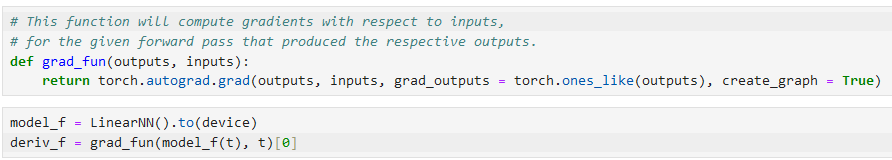 # This function will compute gradients with respect to inputs,
# for the given forward pass that produced the respective outputs.
def grad_fun(outputs, inputs):
    return torch.autograd.grad(outputs, inputs, grad_outputs = torch.ones_like(outputs), create_graph = True)
model_f = LinearNN().to(device)
deriv_f = grad_fun(model_f(t), t)[0]